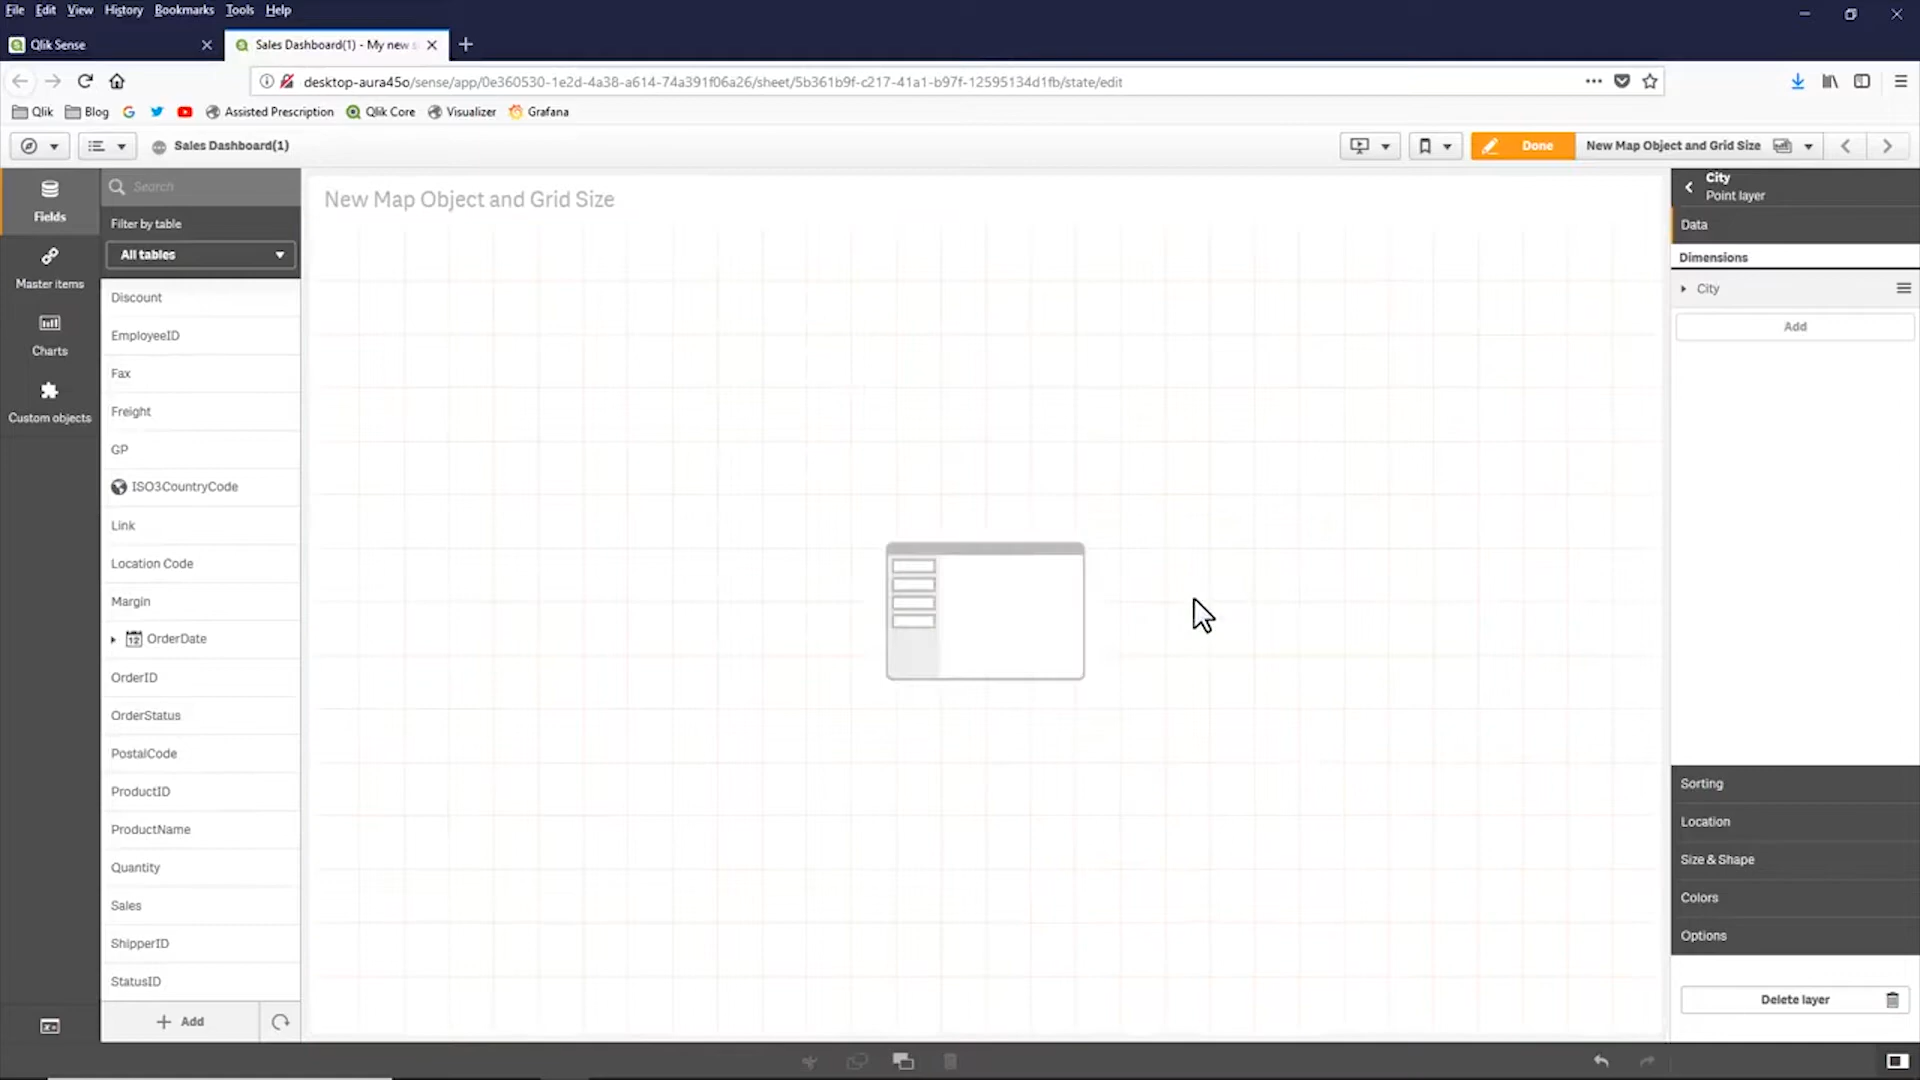 File Edit View History Bookmarks Tools Help
Qlik Sense
Sales Dashboard(1) - My new
desktop-aura45o/sense/app/0e360530-1e2d-4a38-a614-74a391f06a26/sheet/5b361b9f-c217-41a1-b97f-12595134d1fb/state/edit
Qlik Blog Assisted Prescription Qlik Core Visualizer Grafana
Sales Dashboard(1)
Done
New Map Object and Grid Size
Fields
Master items
Charts
Custom objects
Search
Filter by table
All tables
Discount
EmployeeID
Fax
Freight
GP
ISO3CountryCode
Link
Location Code
Margin
12 OrderDate
OrderID
OrderStatus
PostalCode
ProductID
ProductName
Quantity
Sales
ShipperID
StatusID
Add
New Map Object and Grid Size
City
Point layer
Data
Dimensions
City
Add
Sorting
Location
Size & Shape
Colors
Options
Delete layer